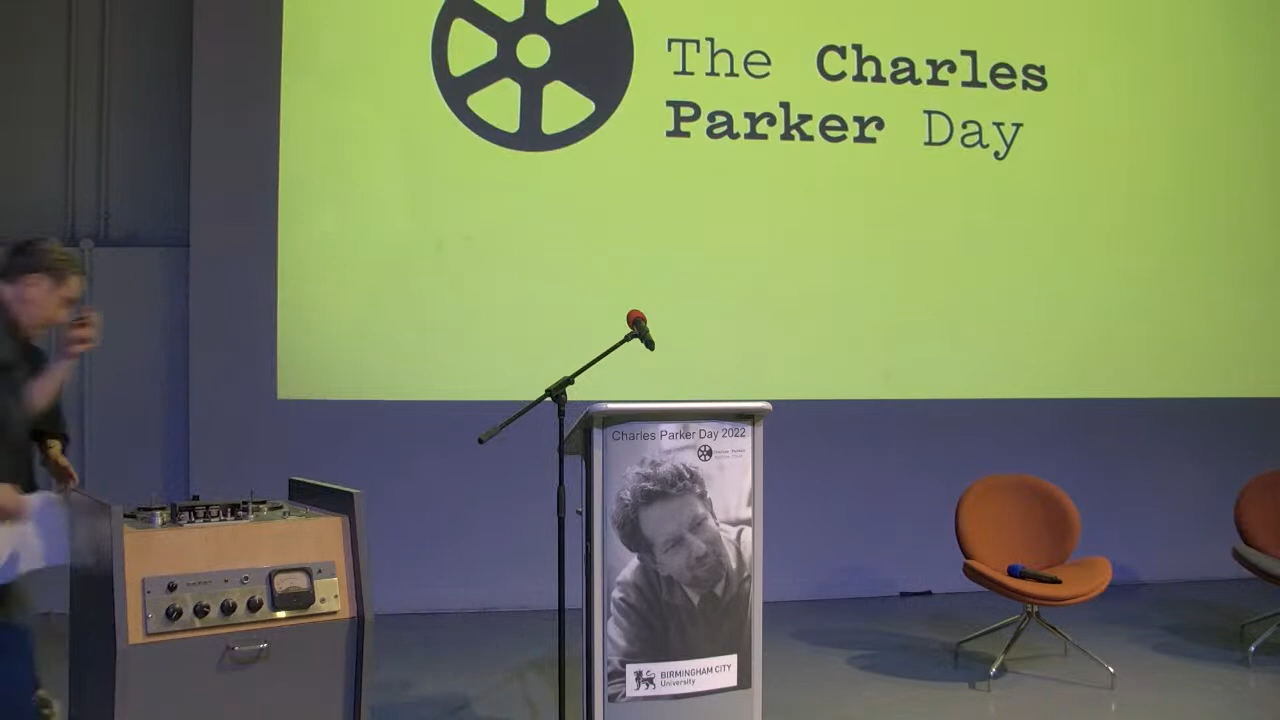 The Charles
Parker Day
Charles Parker Day 2022
BIRMINGHAM CITY
University